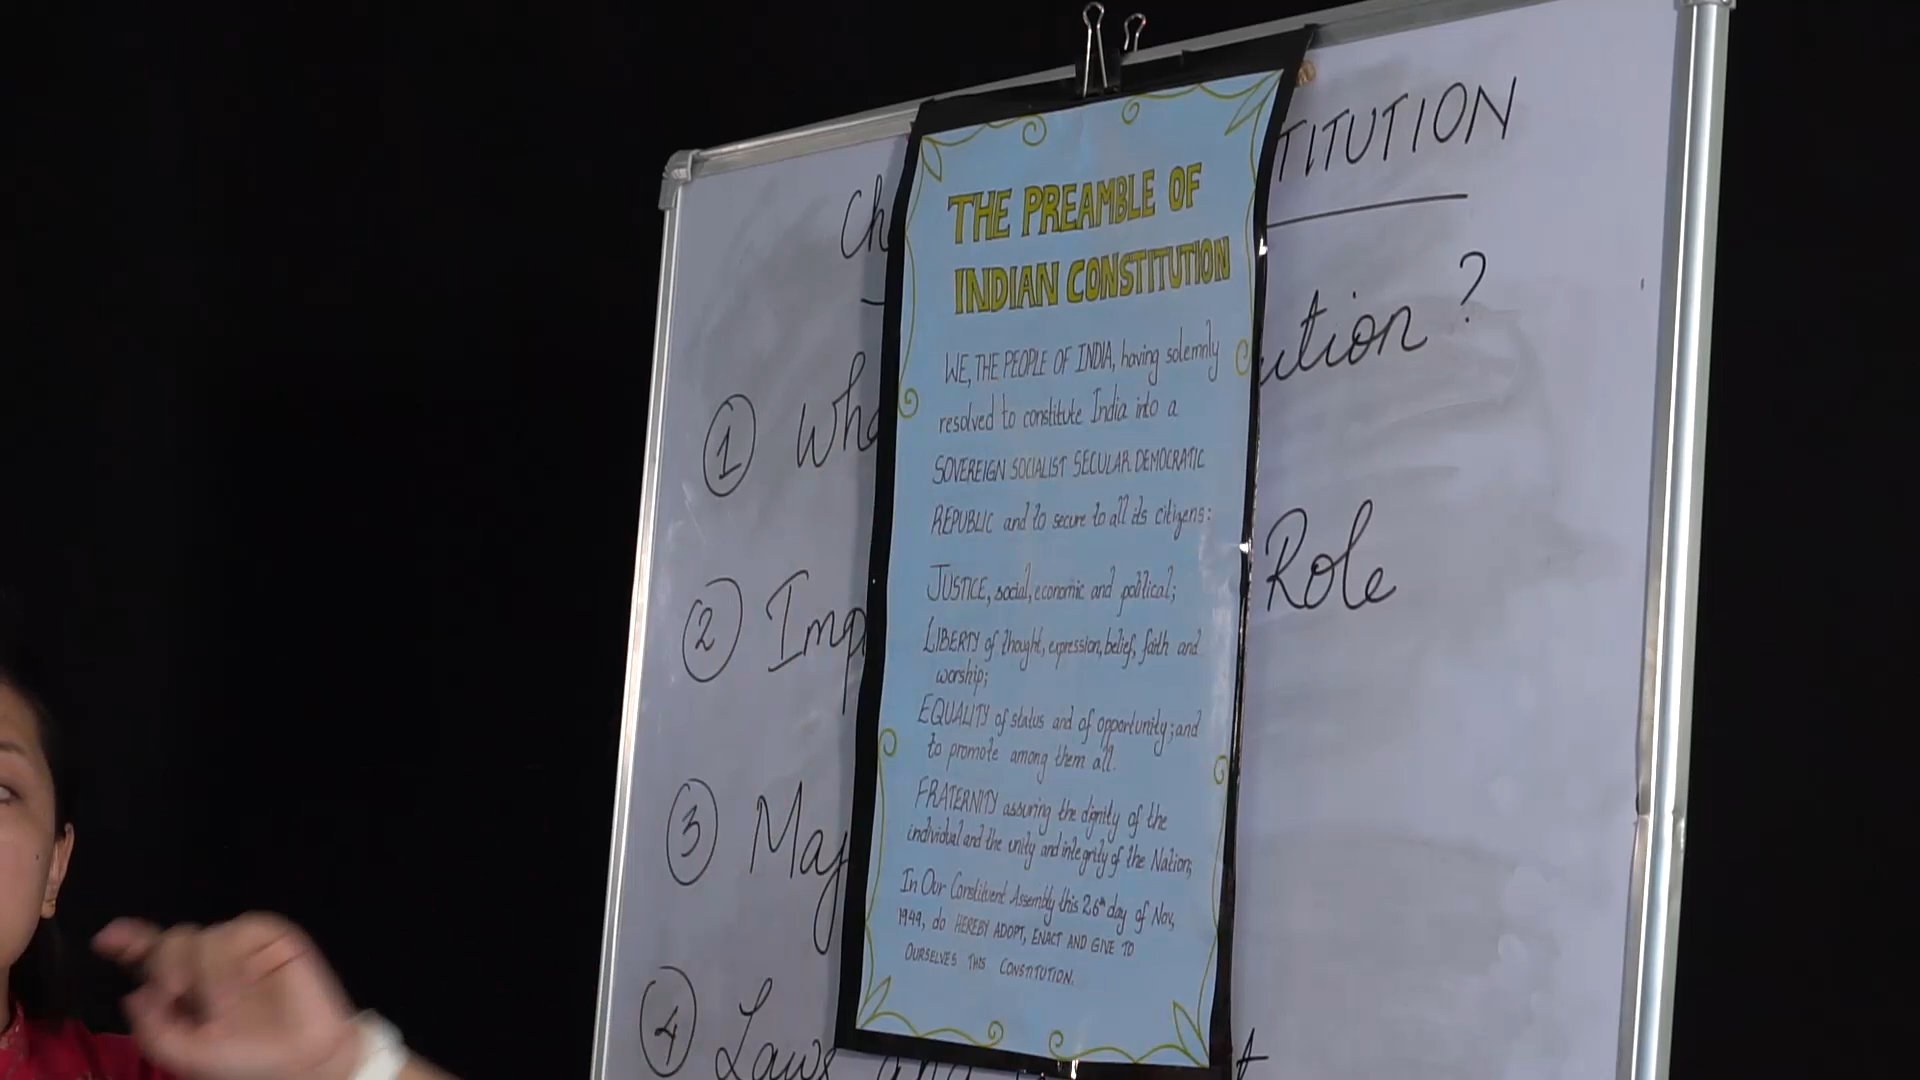 Ch
TITUTION
THE PREAMBLE OF
INDIAN CONSTITUTION
WE, THE PEOPLE OF INDIA, having solemnly
resolved to constitute India into a
SOVEREIGN SOCIALIST SECULAR DEMOCRATIC
REPUBLIC and to secure to all its citizens:
JUSTICE, social, economic and political;
LIBERTY of thought, expression, belief, faith and
worship;
EQUALITY of status and of opportunity; and
to promote among them all.
FRATERNITY assuring the dignity of the
individual and the unity and integrity of the Nation;
In Our Constituent Assembly this 26th day of Nov,
1949, do HEREBY ADOPT, ENACT AND GIVE TO
OURSELVES THIS CONSTITUTION.
1 Wha ution?
2 Imp Role
3 Maj
4 Laws and t